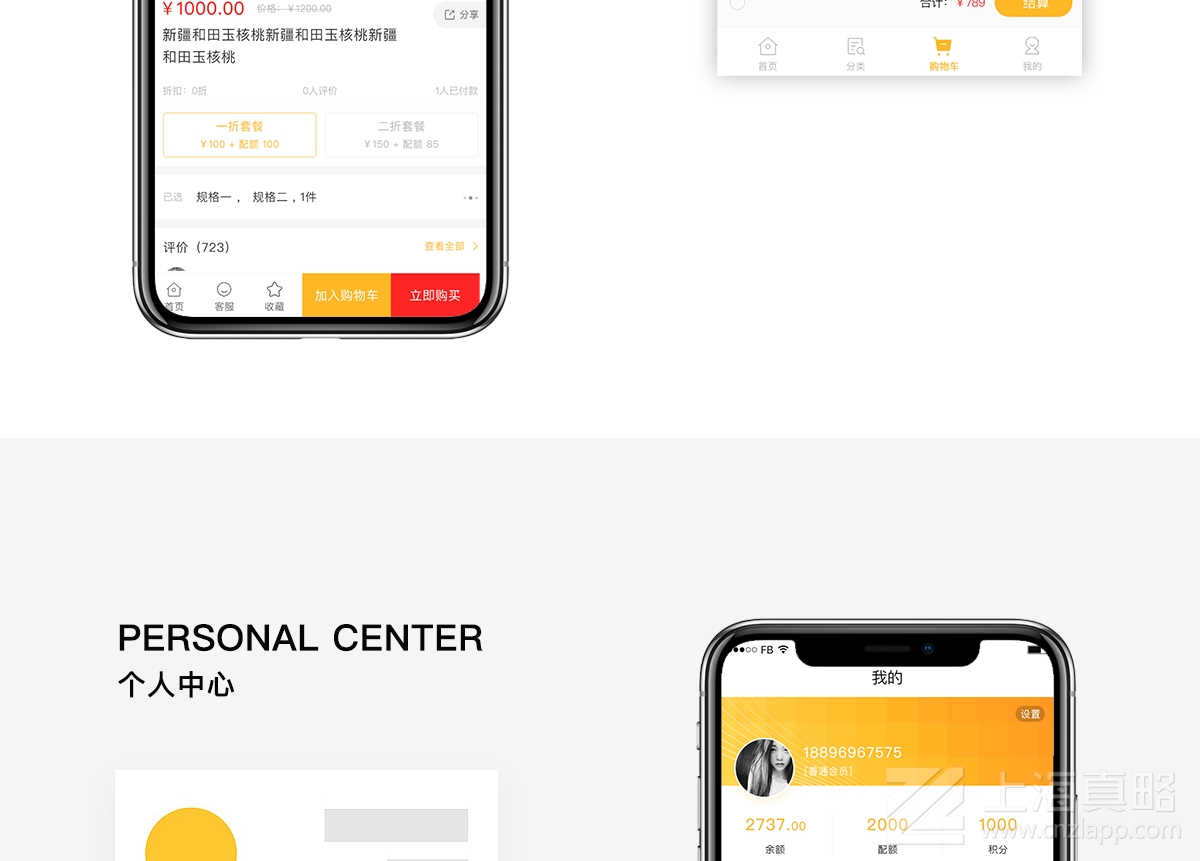 ¥1000.00 价格：¥1200.00
分享
新疆和田玉核桃新疆和田玉核桃新疆
和田玉核桃
折扣：0折 0人评价 1人已付款
一折套餐
¥100 + 配额 100
二折套餐
¥150 + 配额 85
已选 规格一， 规格二，1件
评价（723） 查看全部
首页 客服 收藏 加入购物车 立即购买
合计：¥789 结算
首页 分类 购物车 我的
PERSONAL CENTER
个人中心
FB
我的
设置
18896967575
[普通会员]
2737.00 2000 1000
余额 配额 积分
上海真略
www.cnzlapp.com